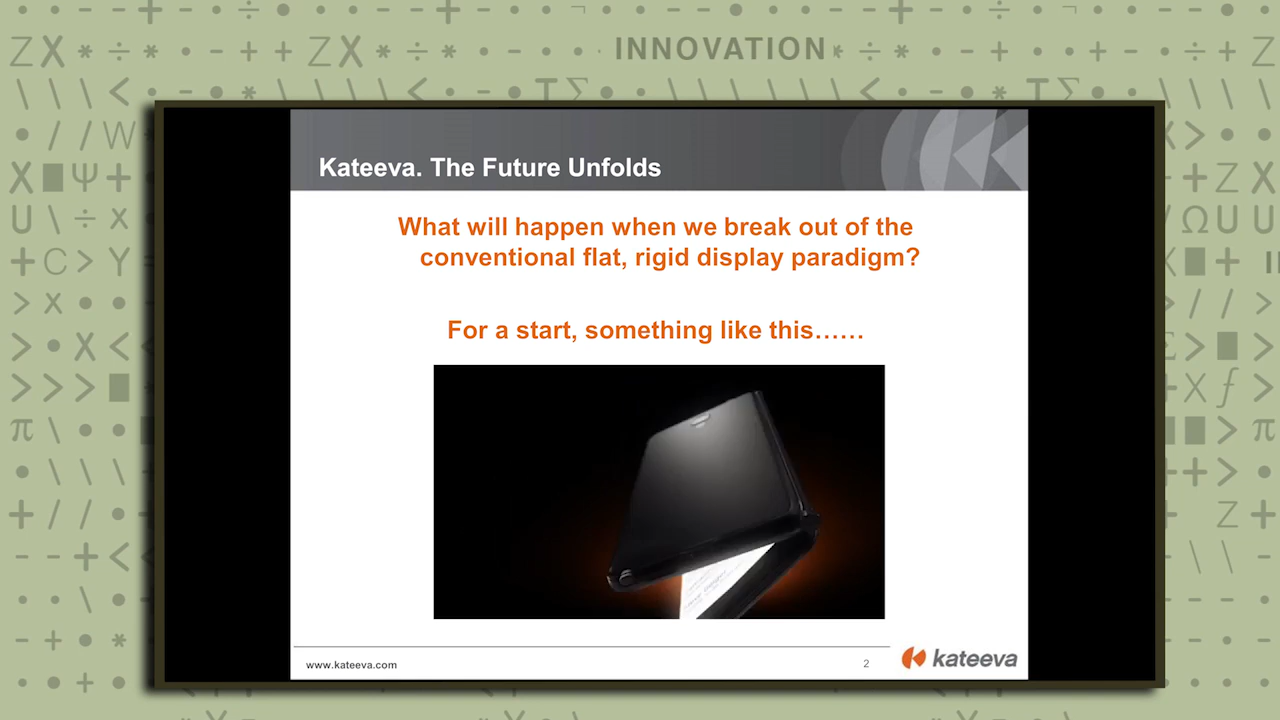 INNOVATION
Kateeva. The Future Unfolds
What will happen when we break out of the
conventional flat, rigid display paradigm?
For a start, something like this……
www.kateeva.com
2
kateeva